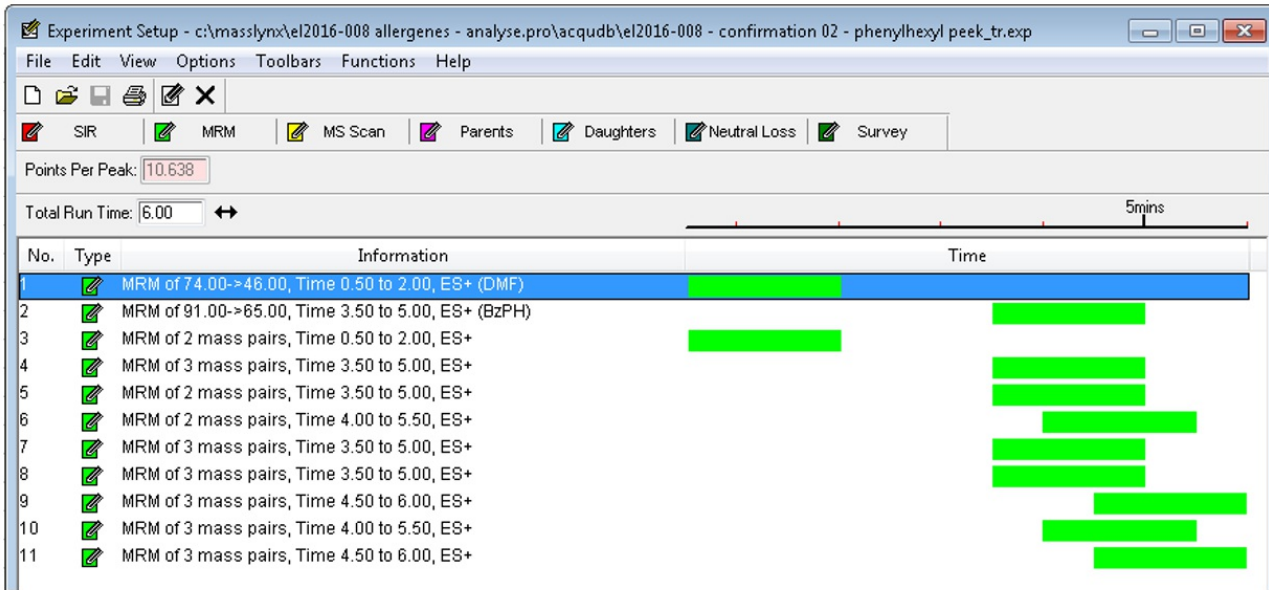 Experiment Setup - c:\masslynx\el2016-008 allergenes - analyse.pro\acqudb\el2016-008 - confirmation 02 - phenylhexyl peek_tr.exp
File Edit View Options Toolbars Functions Help
SIR MRM MS Scan Parents Daughters Neutral Loss Survey
Points Per Peak: 10.638
Total Run Time: 6.00 5mins
No. Type Information Time
1 MRM of 74.00->46.00, Time 0.50 to 2.00, ES+ (DMF)
2 MRM of 91.00->65.00, Time 3.50 to 5.00, ES+ (BzPH)
3 MRM of 2 mass pairs, Time 0.50 to 2.00, ES+
4 MRM of 3 mass pairs, Time 3.50 to 5.00, ES+
5 MRM of 2 mass pairs, Time 3.50 to 5.00, ES+
6 MRM of 2 mass pairs, Time 4.00 to 5.50, ES+
7 MRM of 3 mass pairs, Time 3.50 to 5.00, ES+
8 MRM of 3 mass pairs, Time 3.50 to 5.00, ES+
9 MRM of 3 mass pairs, Time 4.50 to 6.00, ES+
10 MRM of 3 mass pairs, Time 4.00 to 5.50, ES+
11 MRM of 3 mass pairs, Time 4.50 to 6.00, ES+